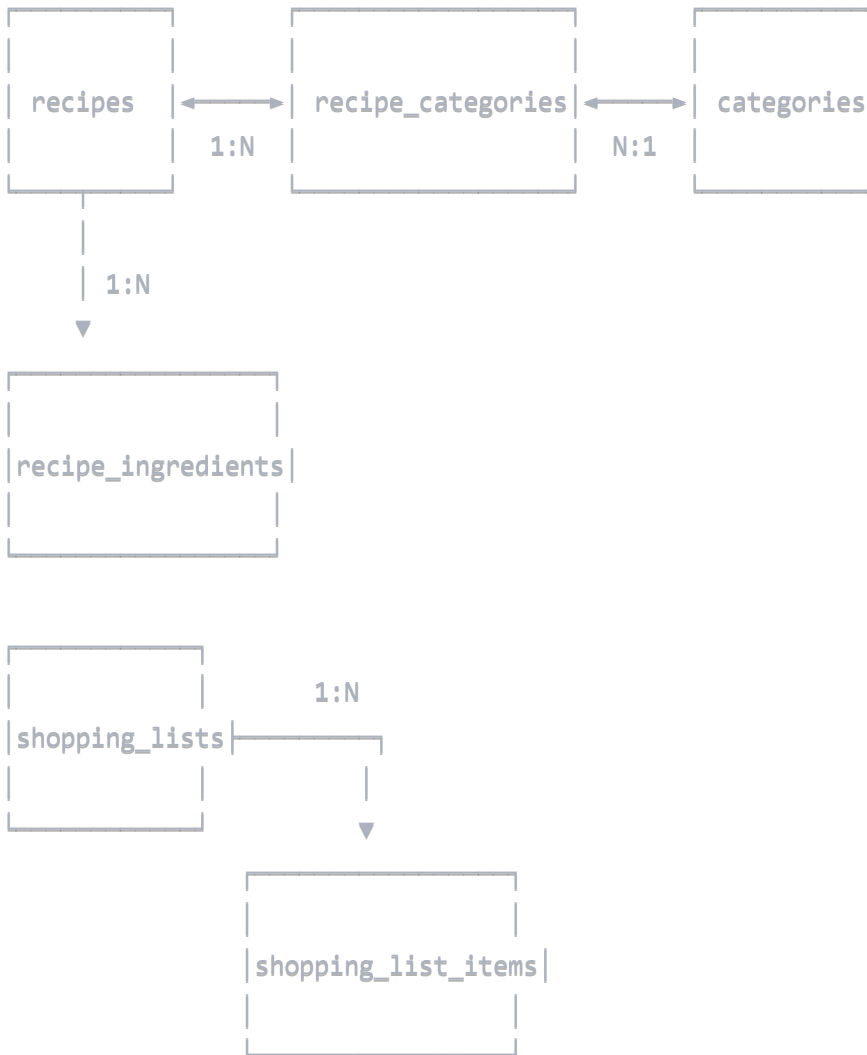 recipes recipe_categories categories
1:N N:1
1:N
recipe_ingredients
1:N
shopping_lists
shopping_list_items